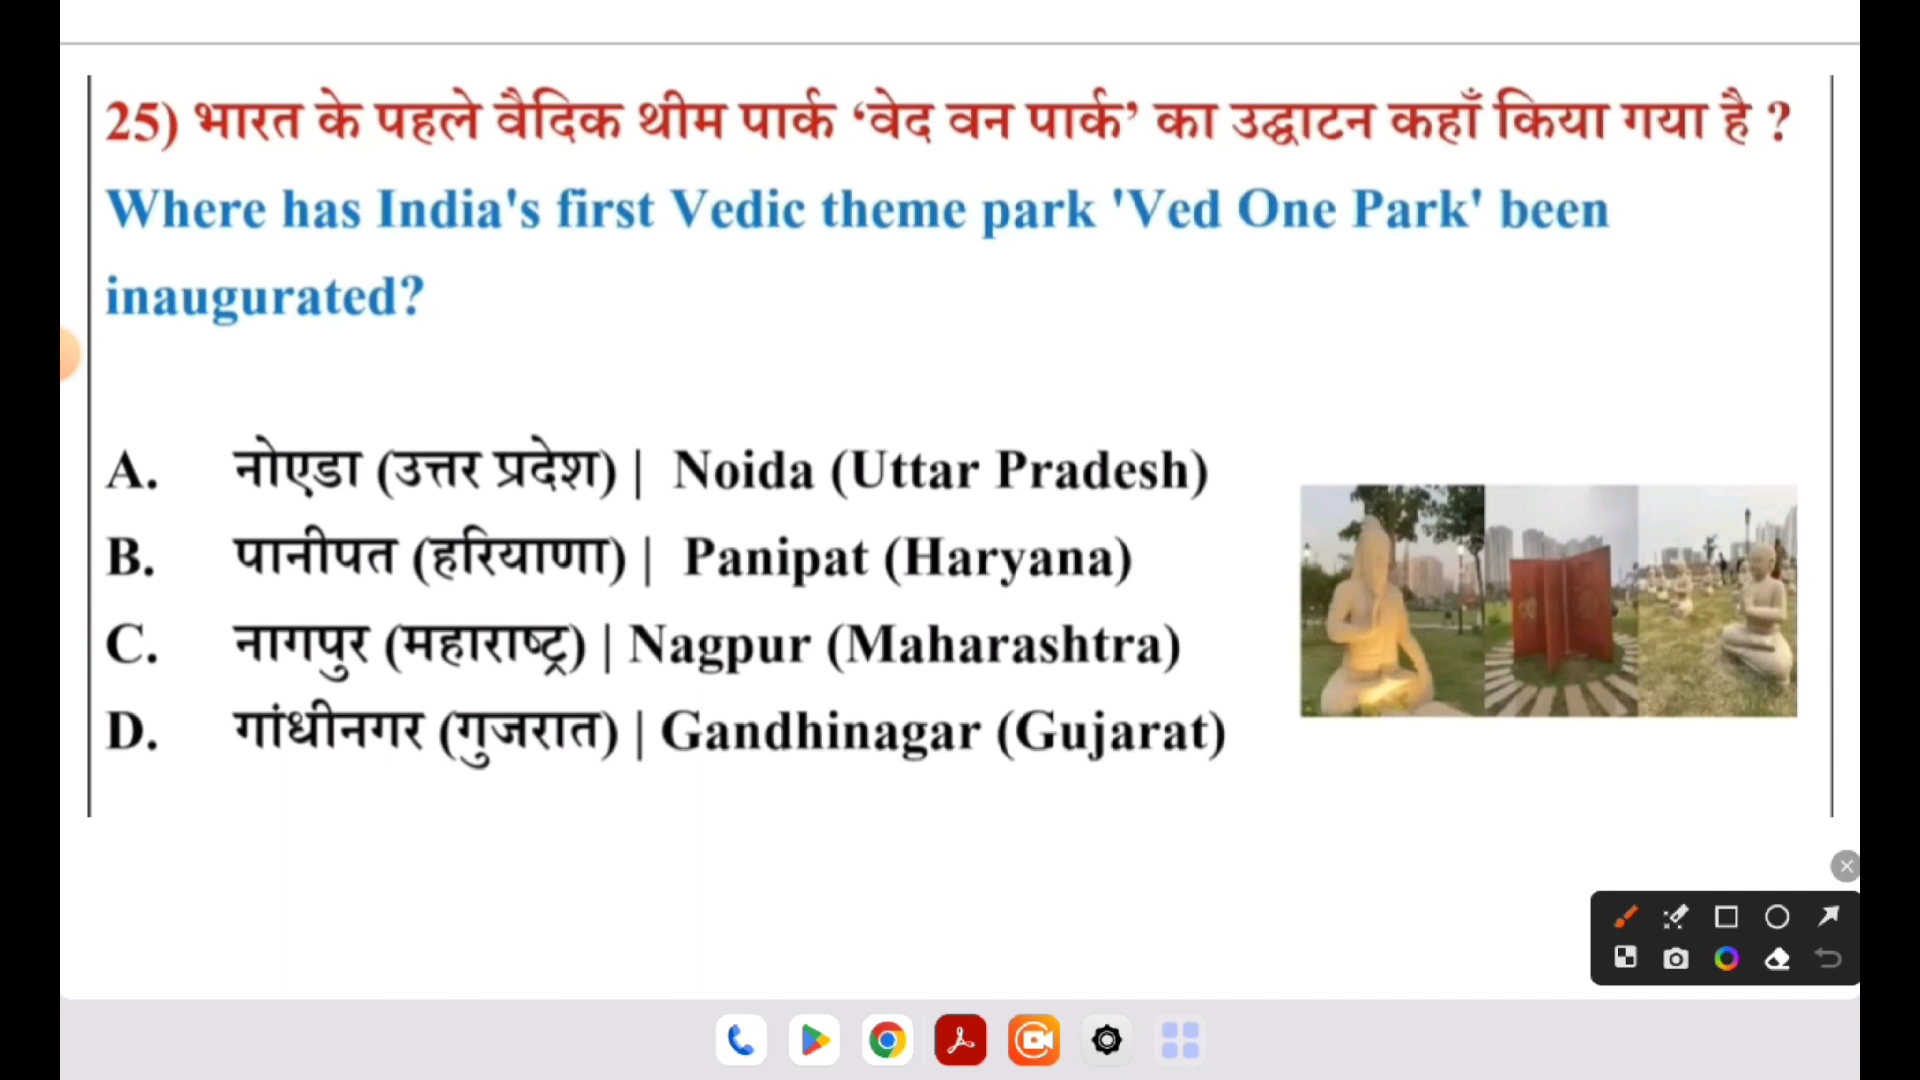 25) भारत के पहले वैदिक थीम पार्क ‘वेद वन पार्क’ का उद्घाटन कहाँ किया गया है ?
Where has India's first Vedic theme park 'Ved One Park' been
inaugurated?
A. नोएडा (उत्तर प्रदेश) | Noida (Uttar Pradesh)
B. पानीपत (हरियाणा) | Panipat (Haryana)
C. नागपुर (महाराष्ट्र) | Nagpur (Maharashtra)
D. गांधीनगर (गुजरात) | Gandhinagar (Gujarat)